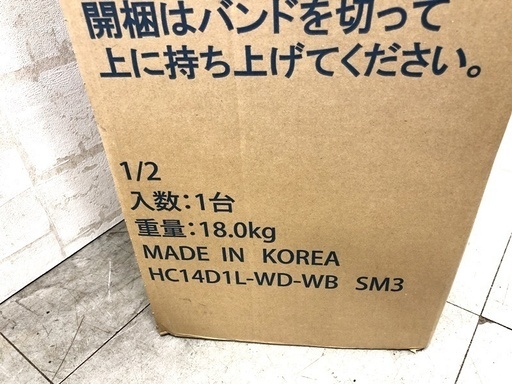 開梱はバンドを切って
上に持ち上げてください。
1/2
入数:1台
重量:18.0kg
MADE IN KOREA
HC14D1L-WD-WB SM3